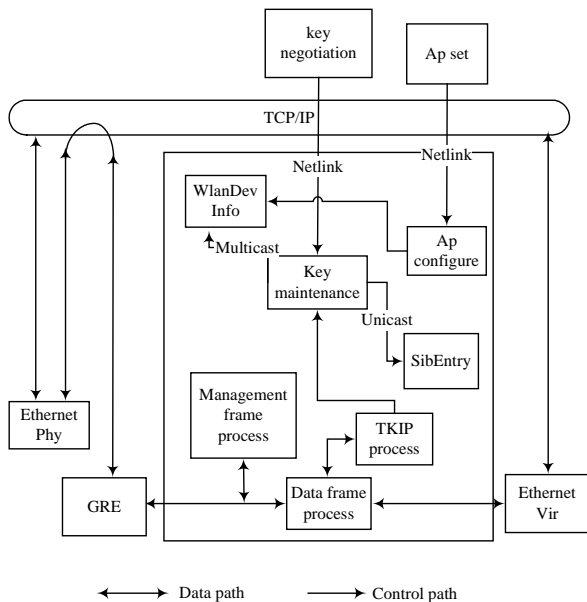 key
negotiation
Ap set
TCP/IP
Netlink
Netlink
WlanDev
Info
Multicast
Ap
configure
Key
maintenance
Unicast
SibEntry
Management
frame
process
Ethernet
Phy
TKIP
process
GRE
Data frame
process
Ethernet
Vir
Data path
Control path